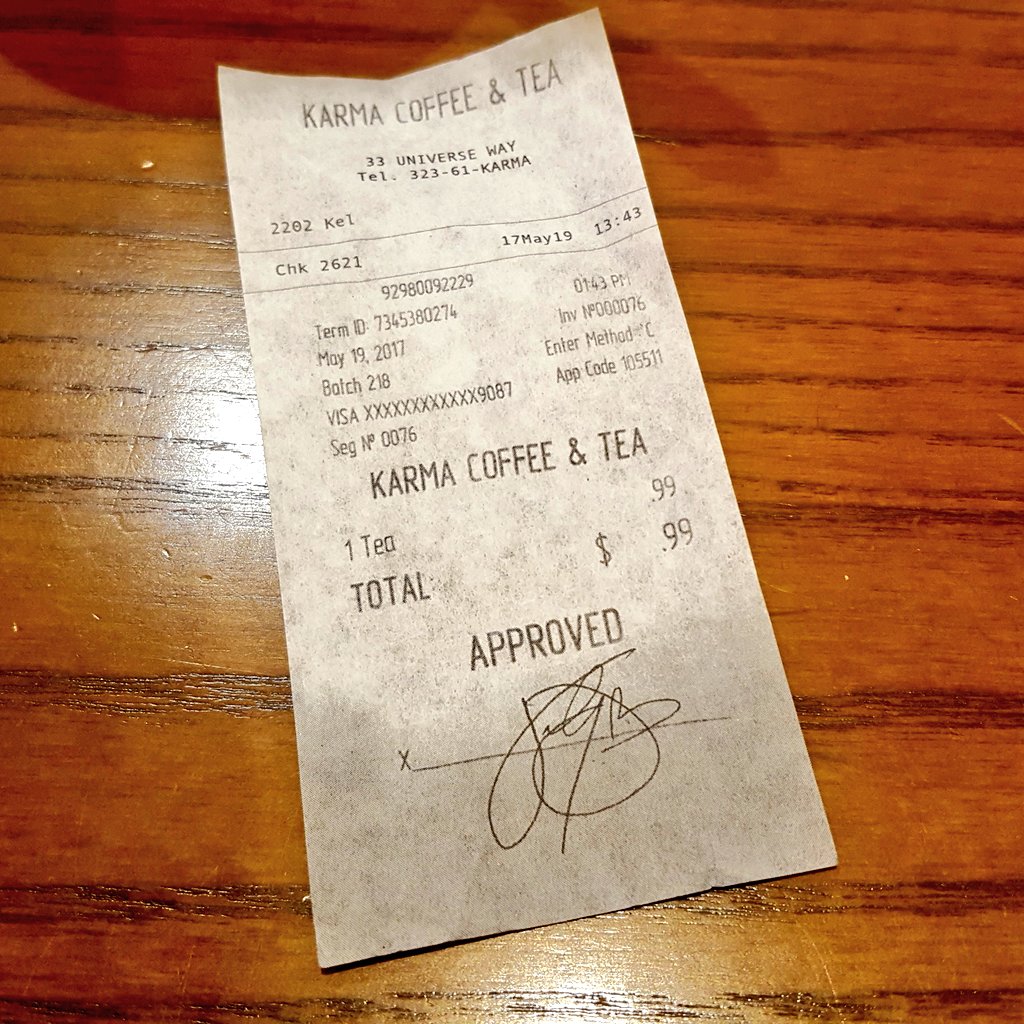 KARMA COFFEE & TEA
33 UNIVERSE WAY
Tel. 323-61-KARMA
2202 Kel
Chk 2621 17May19 13:43
92980092229
Term ID: 7345380274 01:43 PM
May 19, 2017 Inv Nº000076
Batch 218 Enter Method-°C
VISA XXXXXXXXXXXX9087 App Code 105511
Seg Nº 0076
KARMA COFFEE & TEA
1 Tea .99
TOTAL: $ .99
APPROVED
X